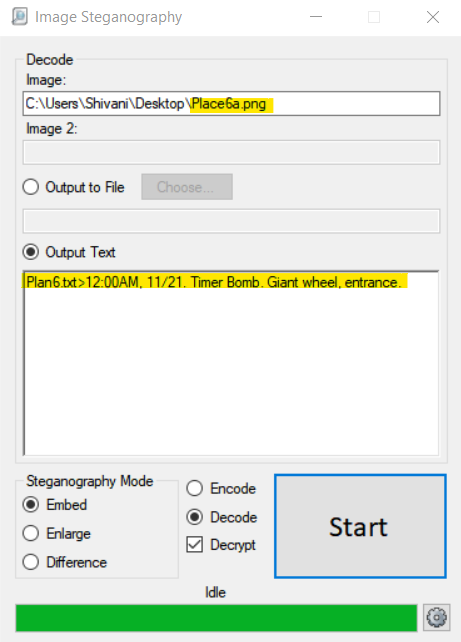 Image Steganography
Decode
Image:
C:\Users\Shivani\Desktop\Place6a.png
Image 2:
Output to File
Choose...
Output Text
Plan6.txt>12:00AM, 11/21. Timer Bomb. Giant wheel, entrance.
Steganography Mode
Embed
Enlarge
Difference
Encode
Decode
Decrypt
Start
Idle